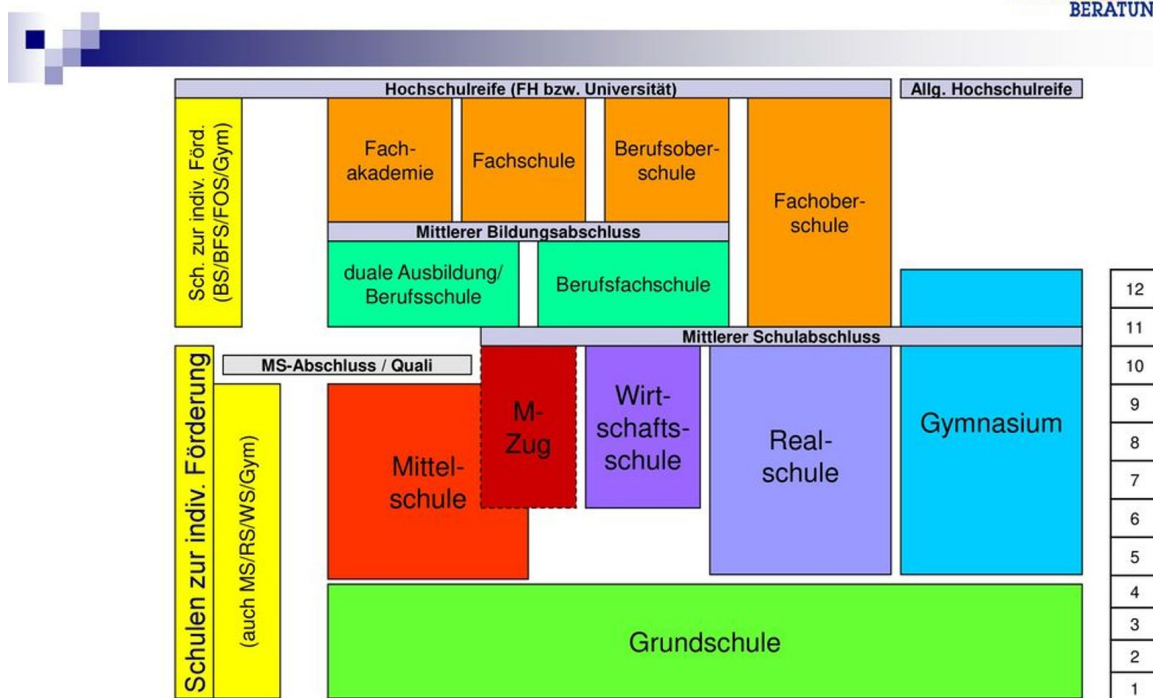 BERATUN
Hochschulreife (FH bzw. Universität)
Allg. Hochschulreife
Sch. zur indiv. Förd.
(BS/BFS/FOS/Gym)
Fach-
akademie
Fachschule
Berufsober-
schule
Fachober-
schule
Mittlerer Bildungsabschluss
duale Ausbildung/
Berufsschule
Berufsfachschule
12
11
Mittlerer Schulabschluss
MS-Abschluss / Quali
10
Schulen zur indiv. Förderung
(auch MS/RS/WS/Gym)
Mittel-
schule
M-
Zug
Wirt-
schafts-
schule
Real-
schule
Gymnasium
9
8
7
6
5
Grundschule
4
3
2
1